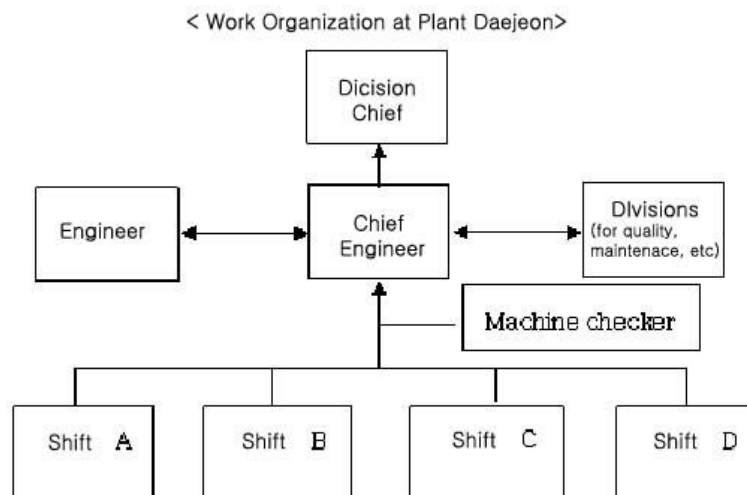 < Work Organization at Plant Daejeon>
Dicision
Chief
Engineer
Chief
Engineer
DIvisions
(for quality,
maintenace, etc)
Machine checker
Shift A
Shift B
Shift C
Shift D